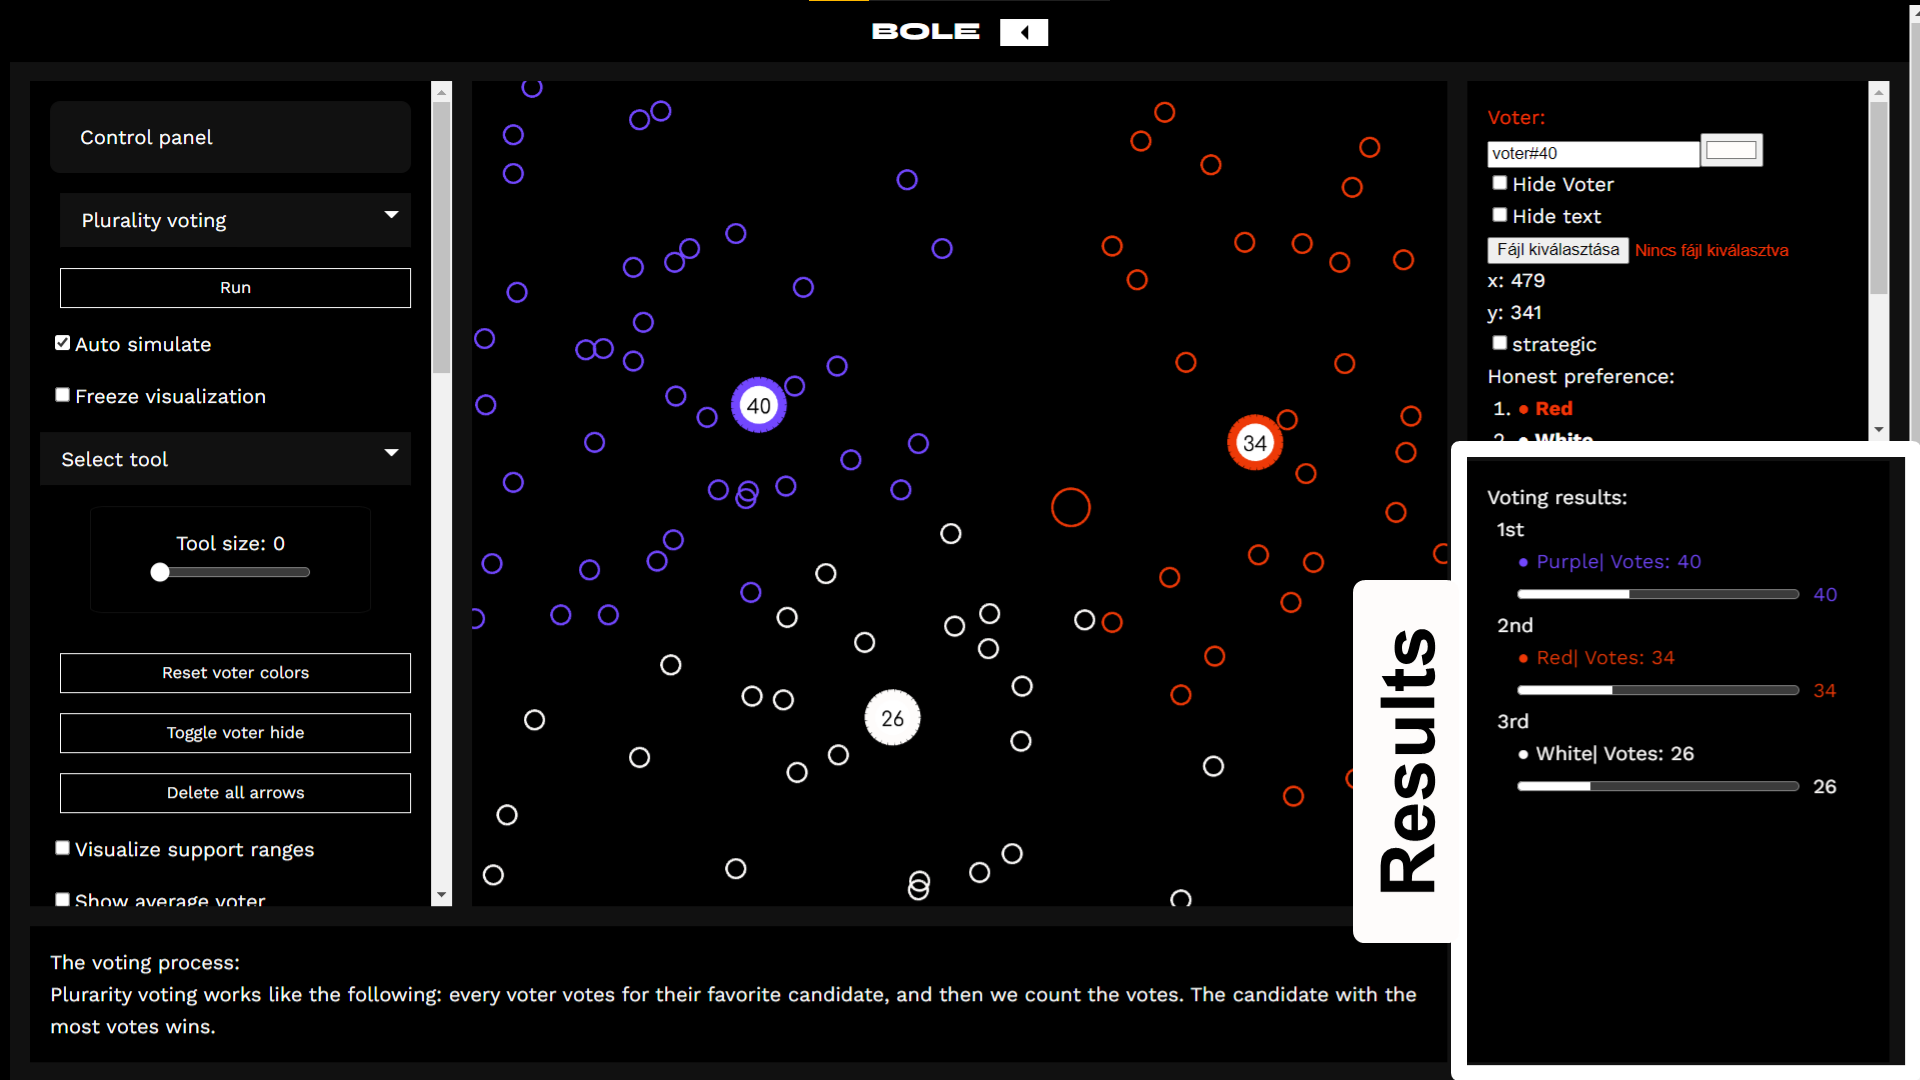 BOLE
Control panel
Plurality voting
Run
Auto simulate
Freeze visualization
Select tool
Tool size: 0
Reset voter colors
Toggle voter hide
Delete all arrows
Visualize support ranges
Show average voter
40
34
26
Voter:
voter#40
Hide Voter
Hide text
Fájl kiválasztása Nincs fájl kiválasztva
x: 479
y: 341
strategic
Honest preference:
1. • Red
2. • White
Results
Voting results:
1st
• Purple| Votes: 40
40
2nd
• Red| Votes: 34
34
3rd
• White| Votes: 26
26
The voting process:
Plurarity voting works like the following: every voter votes for their favorite candidate, and then we count the votes. The candidate with the
most votes wins.